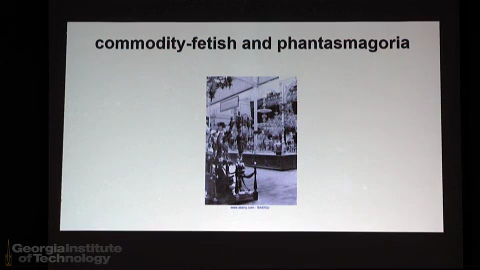 commodity-fetish and phantasmagoria
Georgia Institute
of Technology